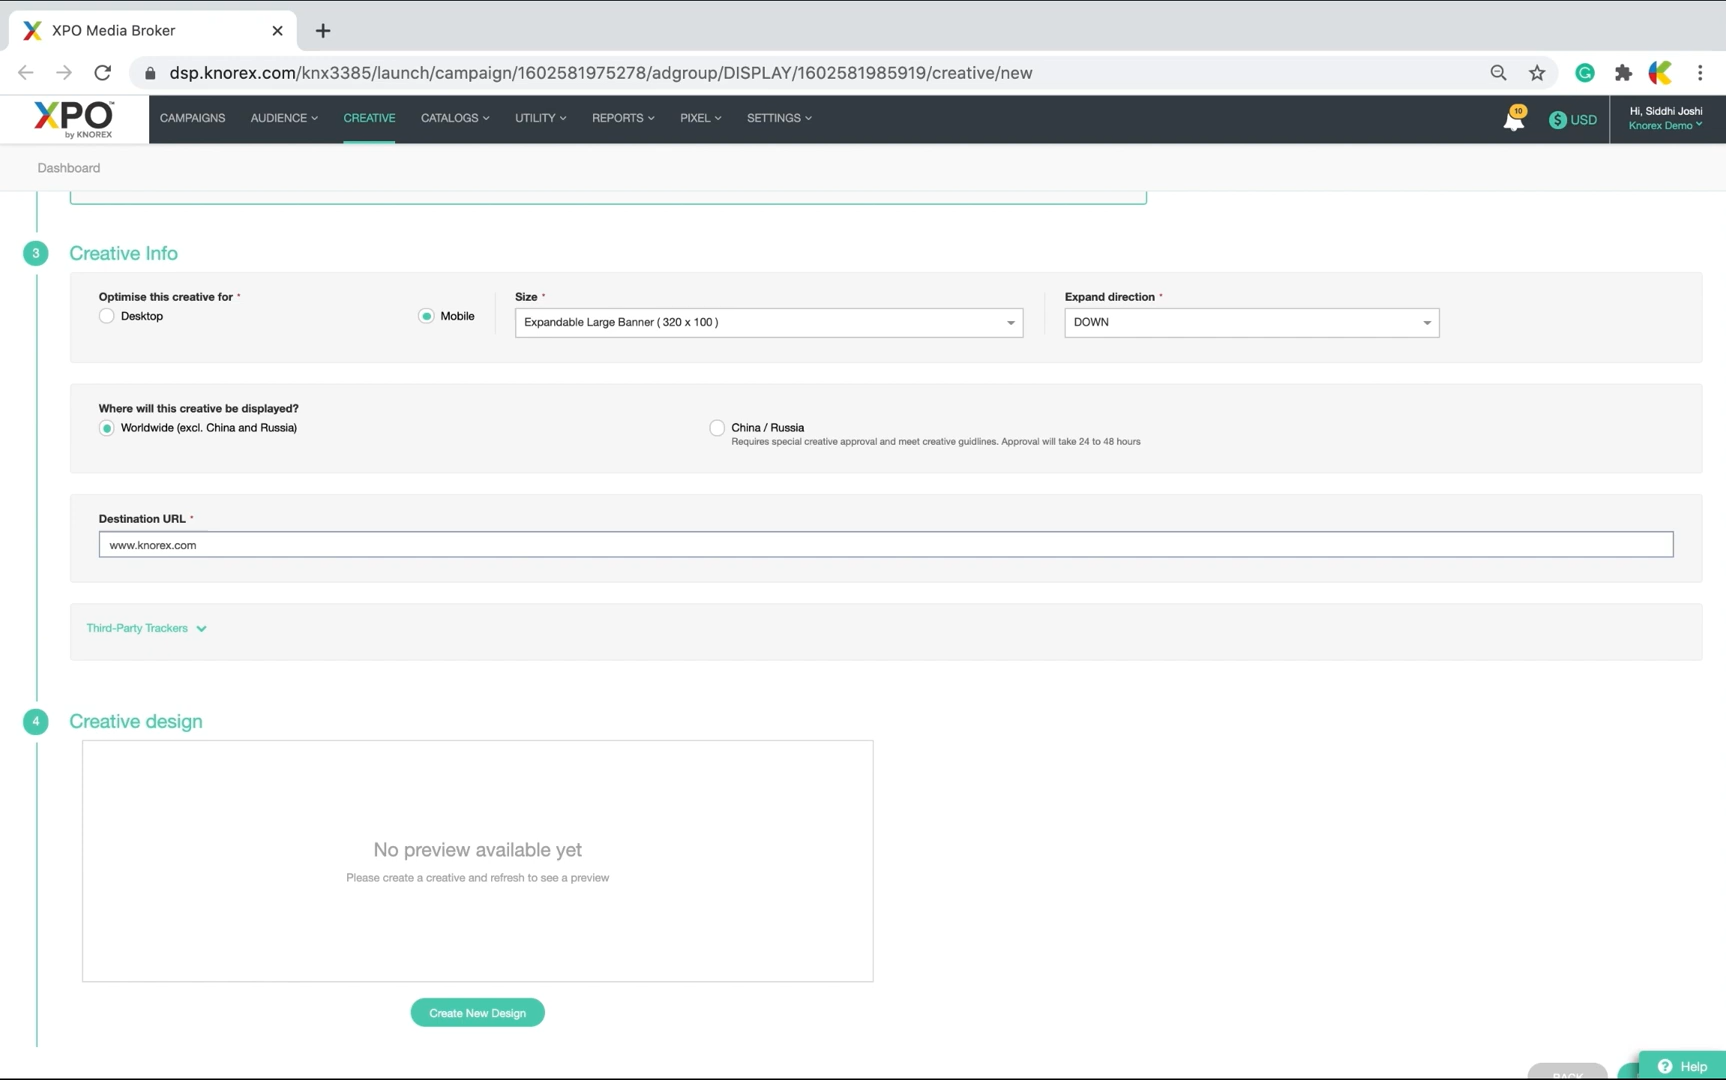 XPO Media Broker
dsp.knorex.com/knx3385/launch/campaign/1602581975278/adgroup/DISPLAY/1602581985919/creative/new
XPO
by KNOREX
CAMPAIGNS AUDIENCE CREATIVE CATALOGS UTILITY REPORTS PIXEL SETTINGS
10
$ USD
Hi, Siddhi Joshi
Knorex Demo
Dashboard
3 Creative Info
Optimise this creative for * Size * Expand direction *
Desktop Mobile Expandable Large Banner ( 320 x 100 ) DOWN
Where will this creative be displayed?
Worldwide (excl. China and Russia) China / Russia
Requires special creative approval and meet creative guidlines. Approval will take 24 to 48 hours
Destination URL *
www.knorex.com
Third-Party Trackers
4 Creative design
No preview available yet
Please create a creative and refresh to see a preview
Create New Design
BACK
? Help